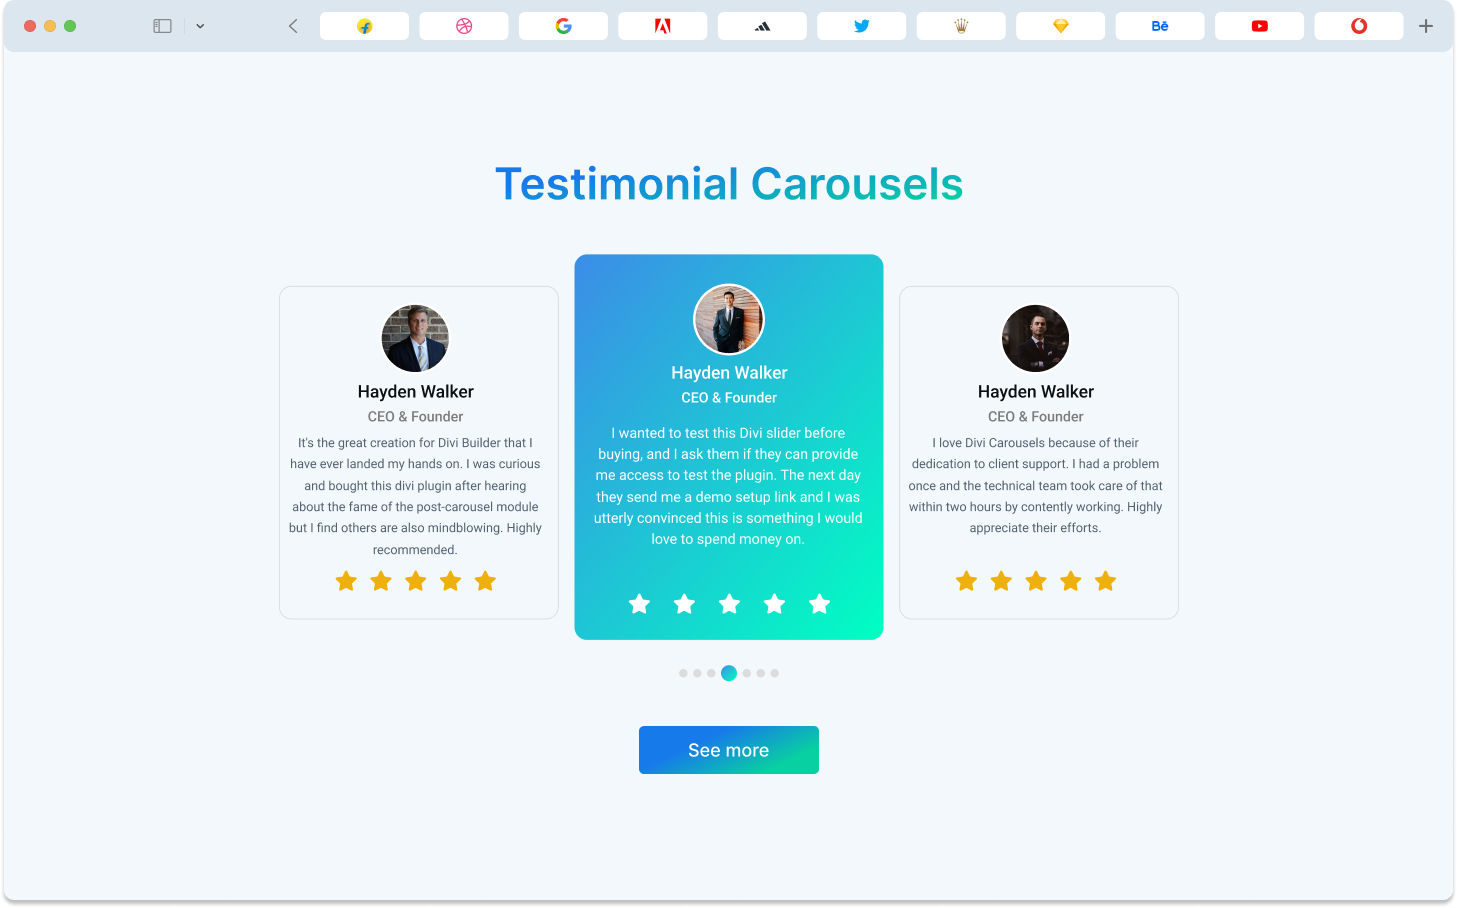 Bē
Testimonial Carousels
Hayden Walker
CEO & Founder
It's the great creation for Divi Builder that I
have ever landed my hands on. I was curious
and bought this divi plugin after hearing
about the fame of the post-carousel module
but I find others are also mindblowing. Highly
recommended.
Hayden Walker
CEO & Founder
I wanted to test this Divi slider before
buying, and I ask them if they can provide
me access to test the plugin. The next day
they send me a demo setup link and I was
utterly convinced this is something I would
love to spend money on.
Hayden Walker
CEO & Founder
I love Divi Carousels because of their
dedication to client support. I had a problem
once and the technical team took care of that
within two hours by contently working. Highly
appreciate their efforts.
See more